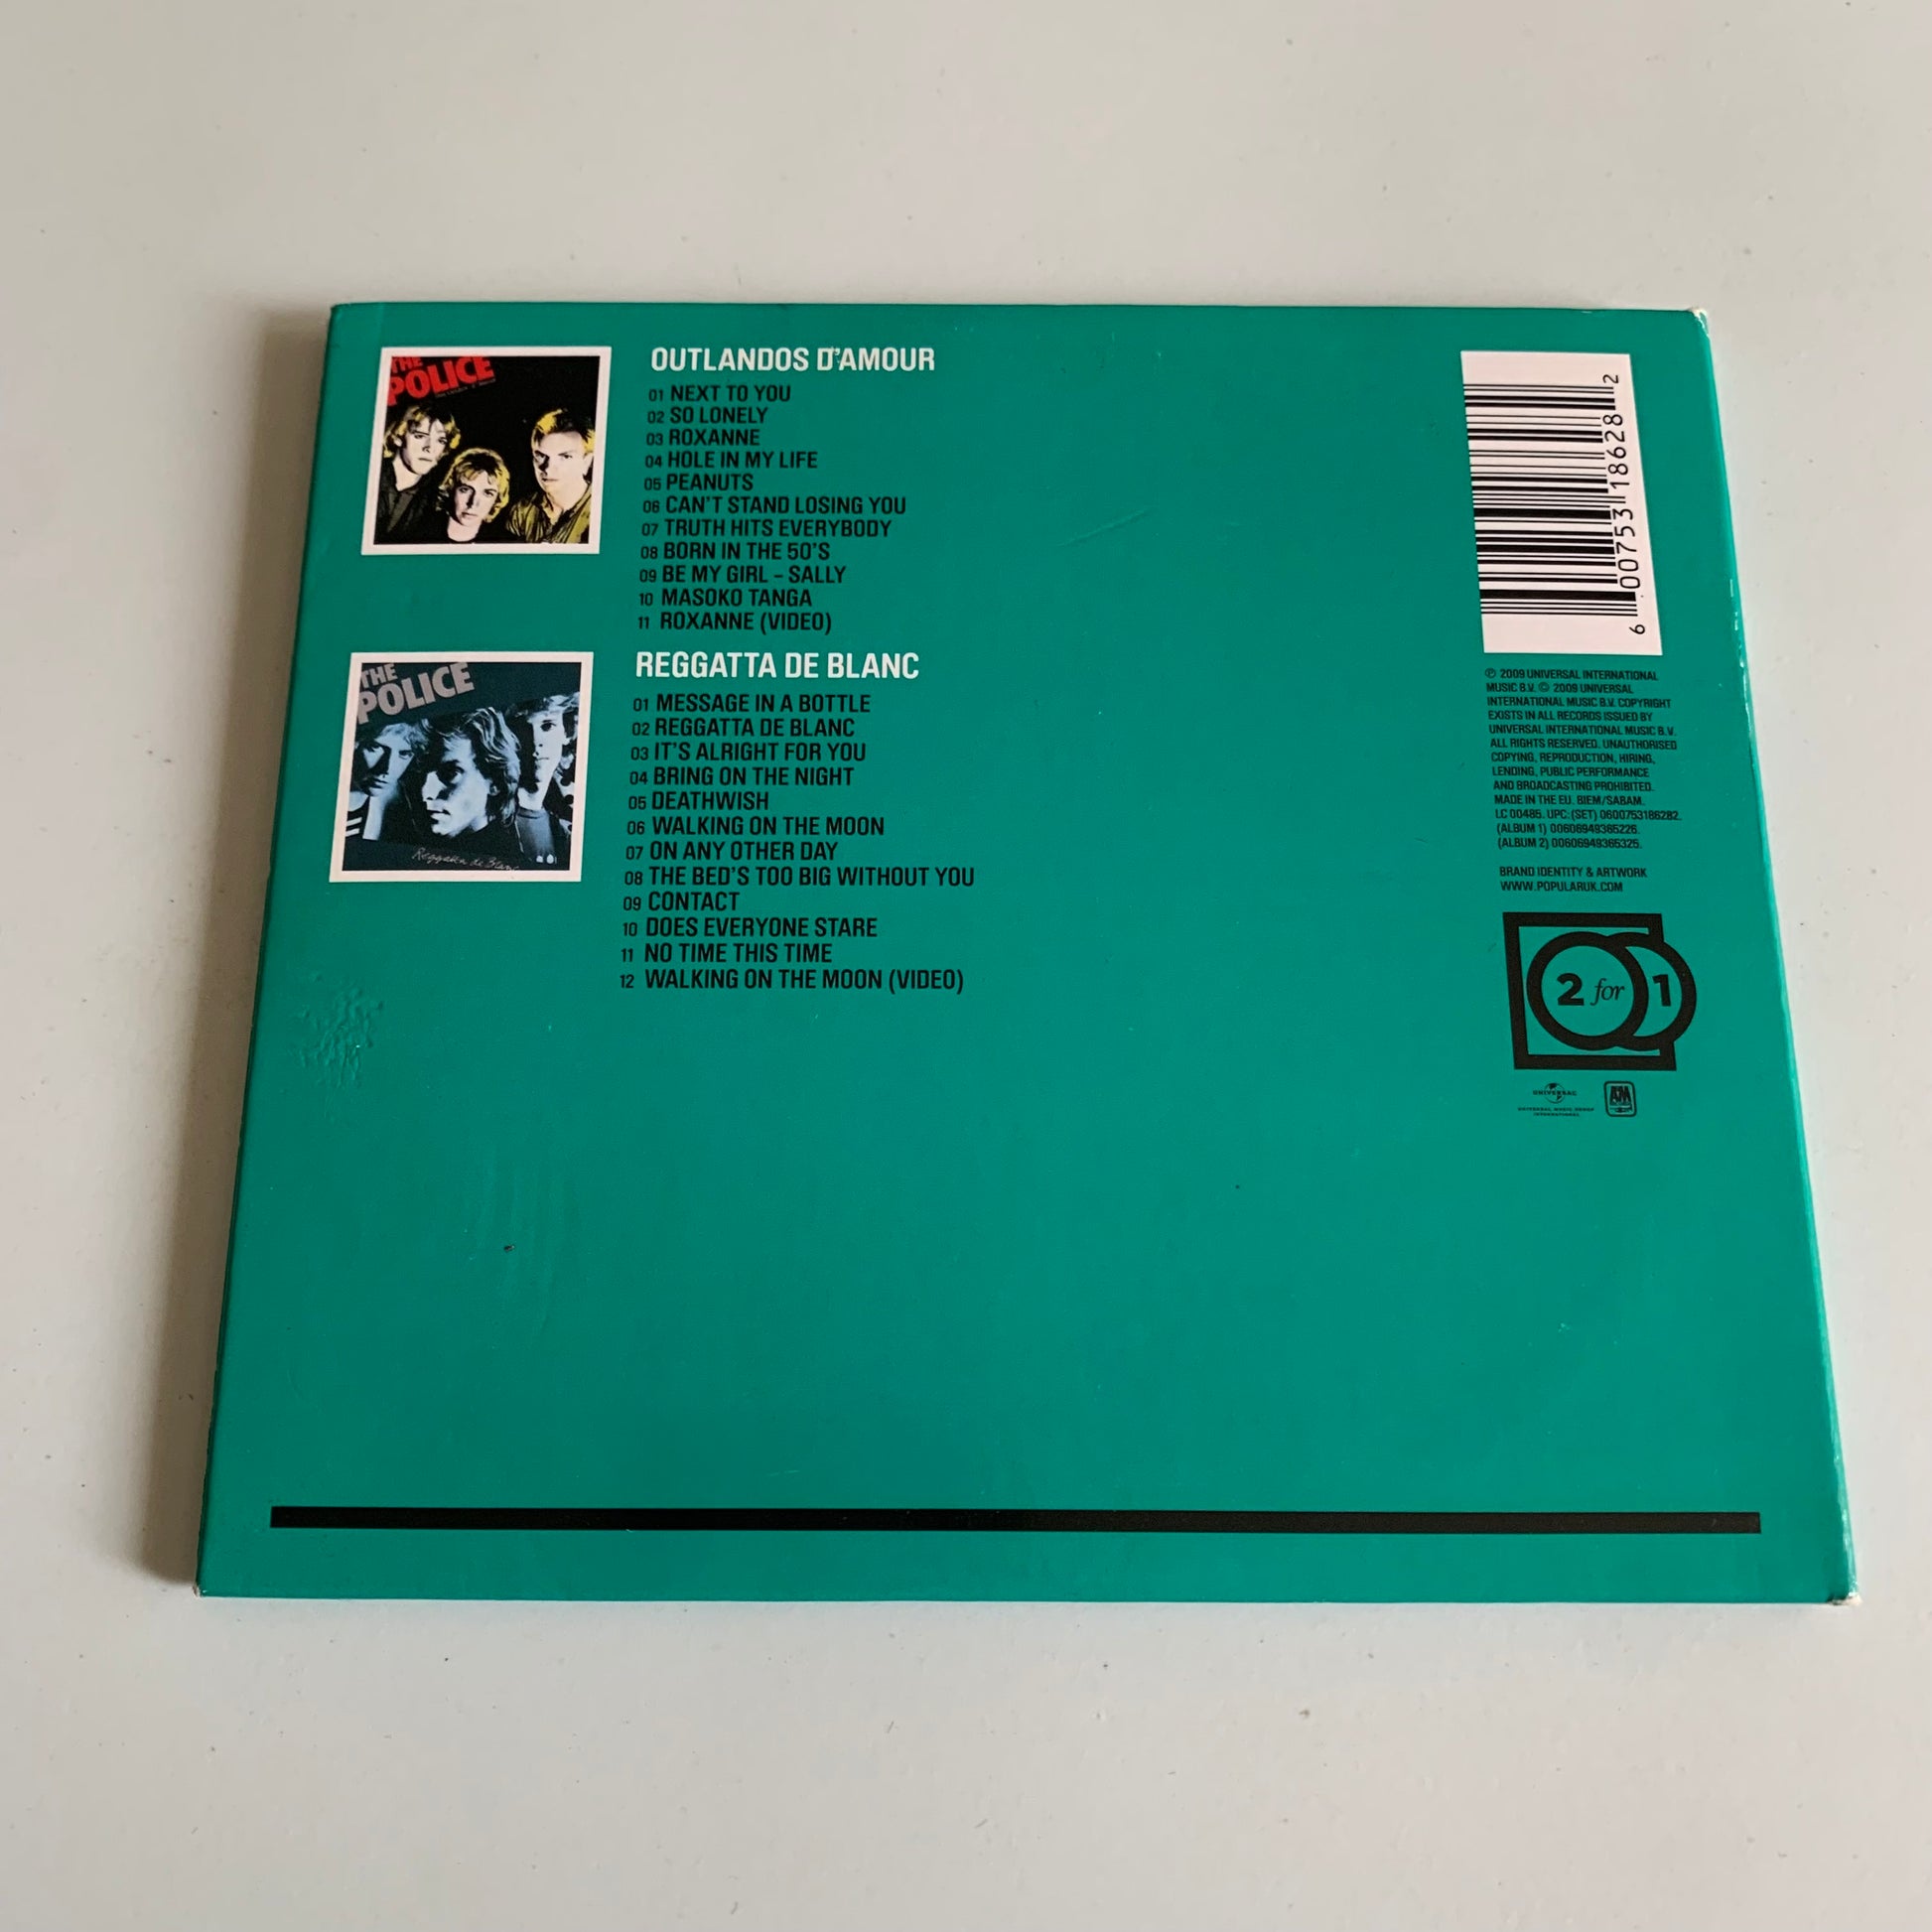 THE
POLICE
OUTLANDOS D'AMOUR
01 NEXT TO YOU
02 SO LONELY
03 ROXANNE
04 HOLE IN MY LIFE
05 PEANUTS
06 CAN'T STAND LOSING YOU
07 TRUTH HITS EVERYBODY
08 BORN IN THE 50'S
09 BE MY GIRL – SALLY
10 MASOKO TANGA
11 ROXANNE (VIDEO)
THE
POLICE
Reggatta de Blanc
REGGATTA DE BLANC
01 MESSAGE IN A BOTTLE
02 REGGATTA DE BLANC
03 IT'S ALRIGHT FOR YOU
04 BRING ON THE NIGHT
05 DEATHWISH
06 WALKING ON THE MOON
07 ON ANY OTHER DAY
08 THE BED'S TOO BIG WITHOUT YOU
09 CONTACT
10 DOES EVERYONE STARE
11 NO TIME THIS TIME
12 WALKING ON THE MOON (VIDEO)
6 00753 18628 2
℗ 2009 UNIVERSAL INTERNATIONAL
MUSIC B.V. © 2009 UNIVERSAL
INTERNATIONAL MUSIC B.V. COPYRIGHT
EXISTS IN ALL RECORDS ISSUED BY
UNIVERSAL INTERNATIONAL MUSIC B.V.
ALL RIGHTS RESERVED. UNAUTHORISED
COPYING, REPRODUCTION, HIRING,
LENDING, PUBLIC PERFORMANCE
AND BROADCASTING PROHIBITED.
MADE IN THE EU. BIEM/SABAM.
LC 00485. UPC: (SET) 0600753186282.
(ALBUM 1) 00606949365226.
(ALBUM 2) 00606949365325.
BRAND IDENTITY & ARTWORK
WWW.POPULARUK.COM
2 for 1
UNIVERSAL
UNIVERSAL MUSIC GROUP
INTERNATIONAL
A&M